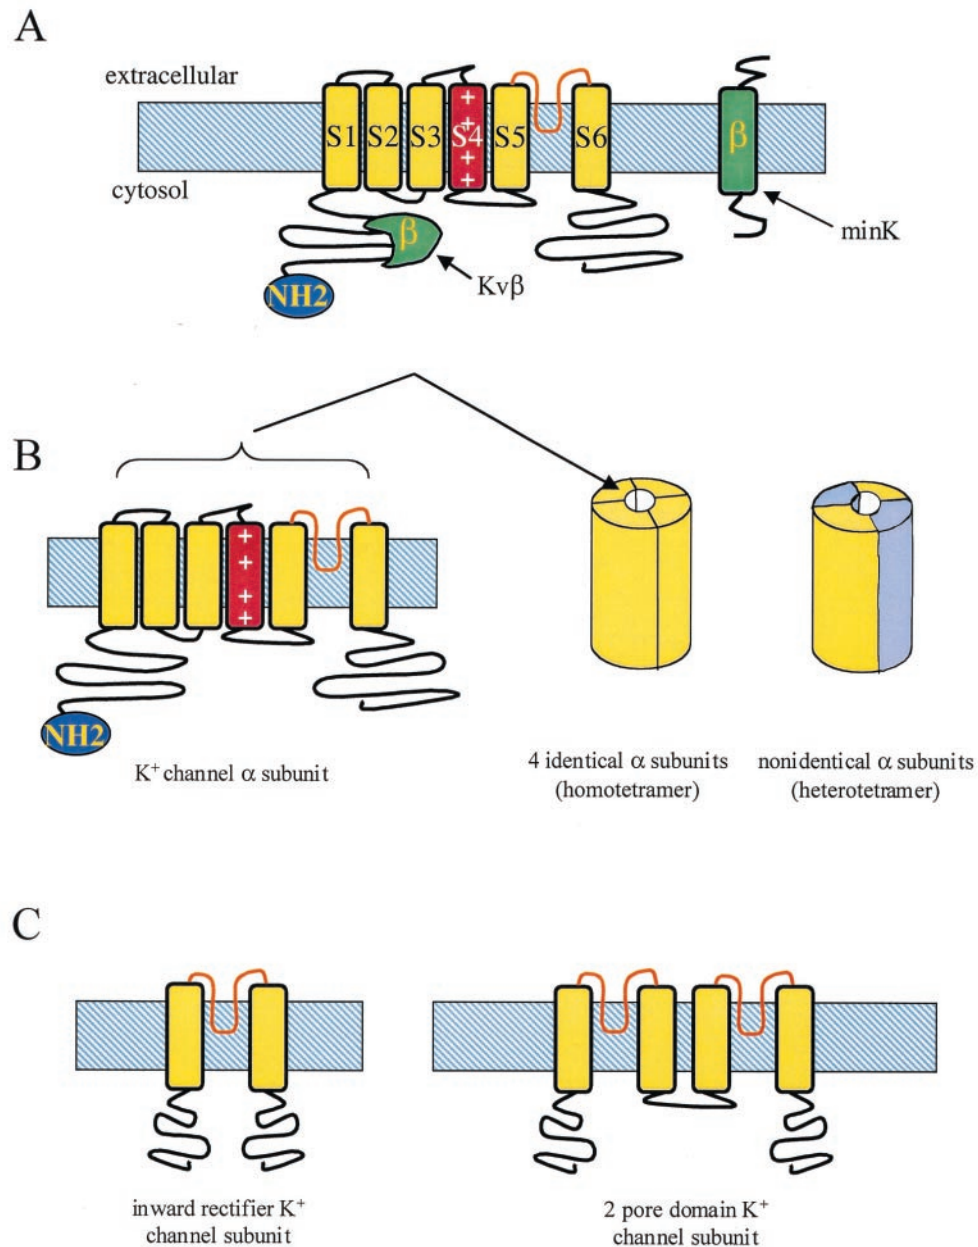 A
extracellular
S1 S2 S3 S4 S5 S6
+
+
+
+
β
cytosol
β
minK
Kvβ
NH2
B
+
+
+
+
NH2
K+ channel α subunit
4 identical α subunits
(homotetramer)
nonidentical α subunits
(heterotetramer)
C
inward rectifier K+
channel subunit
2 pore domain K+
channel subunit